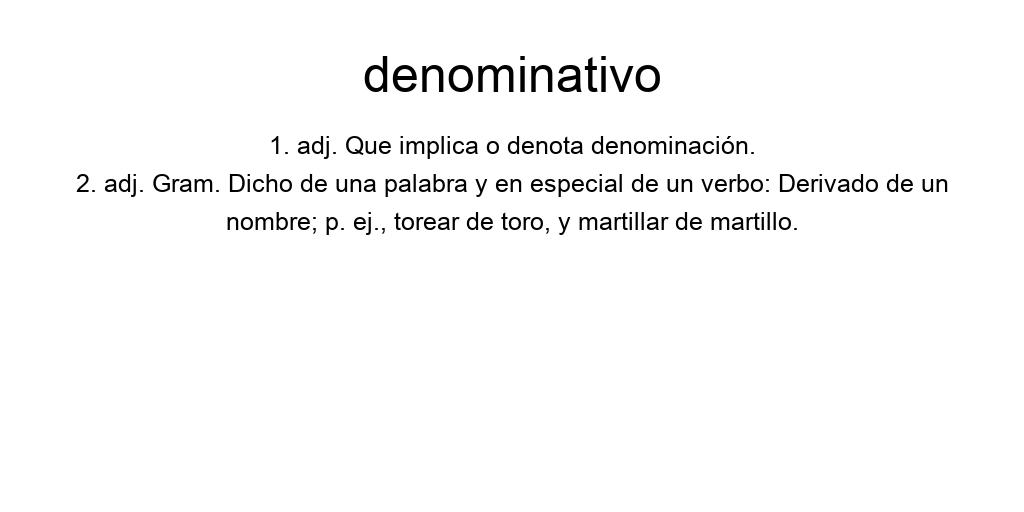 denominativo
1. adj. Que implica o denota denominación.
2. adj. Gram. Dicho de una palabra y en especial de un verbo: Derivado de un
nombre; p. ej., torear de toro, y martillar de martillo.